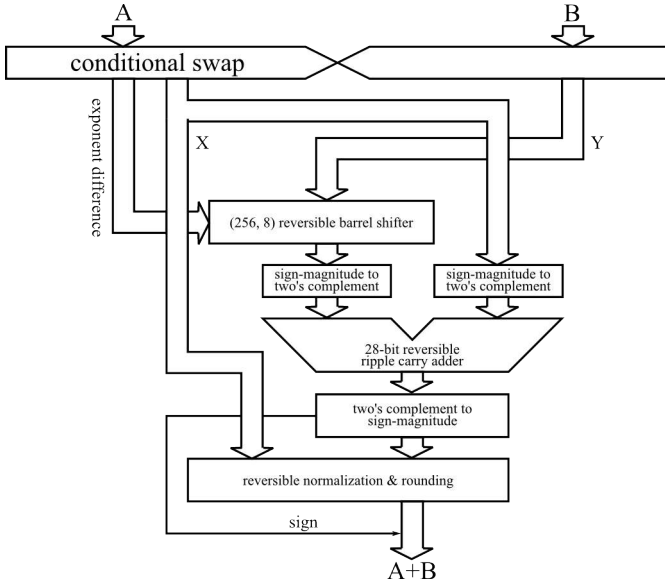 A
B
conditional swap
exponent difference
X
Y
(256, 8) reversible barrel shifter
sign-magnitude to
two's complement
sign-magnitude to
two's complement
28-bit reversible
ripple carry adder
two's complement to
sign-magnitude
reversible normalization & rounding
sign
A+B